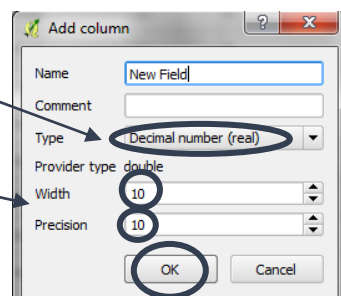 Add column
Name New Field
Comment
Type Decimal number (real)
Provider type double
Width 10
Precision 10
OK Cancel